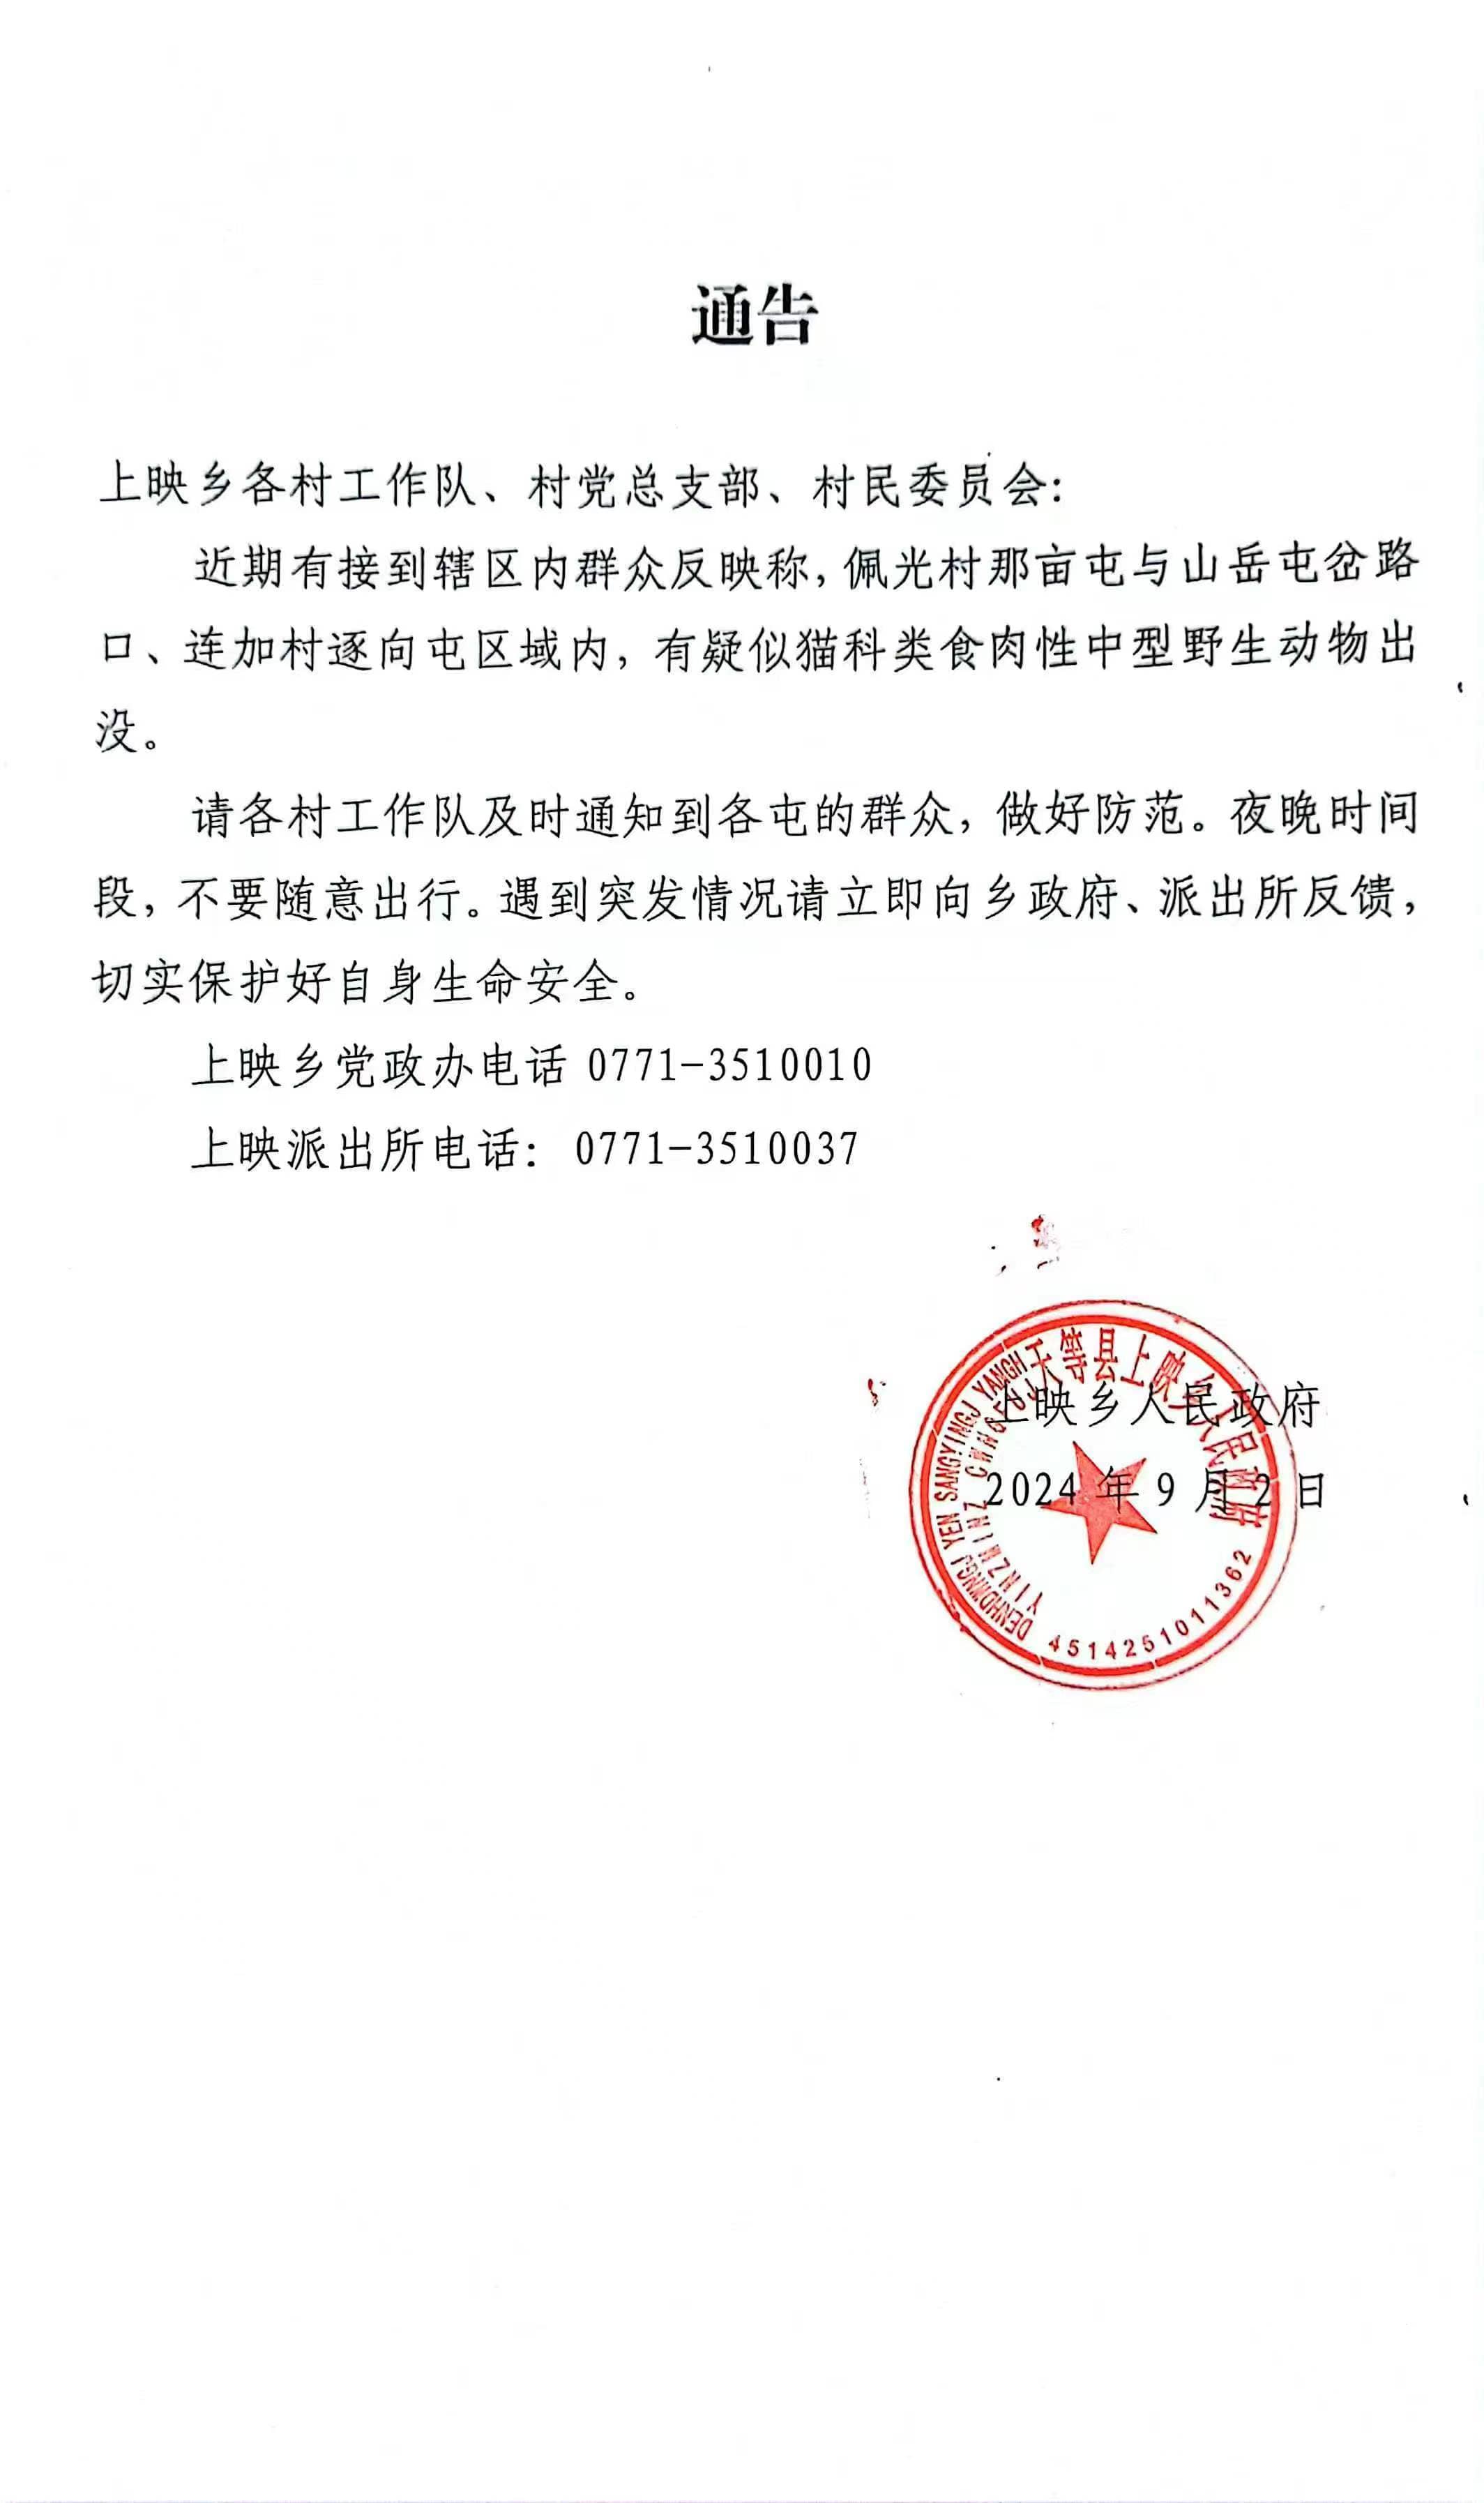 通告
上映乡各村工作队、村党总支部、村民委员会：
近期有接到辖区内群众反映称，佩光村那亩屯与山岳屯岔路
口、连加村逐向屯区域内，有疑似猫科类食肉性中型野生动物出
没。
请各村工作队及时通知到各屯的群众，做好防范。夜晚时间
段，不要随意出行。遇到突发情况请立即向乡政府、派出所反馈，
切实保护好自身生命安全。
上映乡党政办电话 0771-3510010
上映派出所电话：0771-3510037
上映乡人民政府
2024 年 9 月 2 日
天等县上映乡人民政府
DENHDWNGJ YEN SANGYINGJ YANGH
YINZMINZ CWNGFUJ
4514251011362